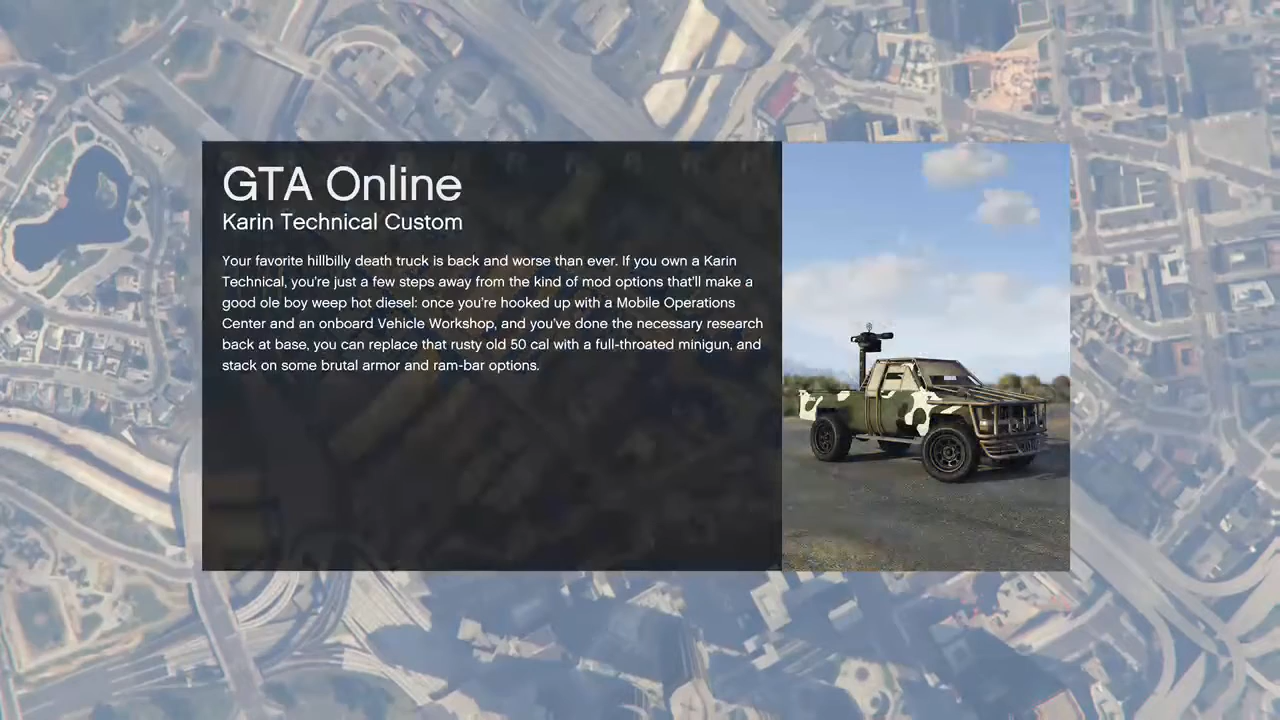 GTA Online
Karin Technical Custom
Your favorite hillbilly death truck is back and worse than ever. If you own a Karin
Technical, you're just a few steps away from the kind of mod options that'll make a
good ole boy weep hot diesel: once you're hooked up with a Mobile Operations
Center and an onboard Vehicle Workshop, and you've done the necessary research
back at base, you can replace that rusty old 50 cal with a full-throated minigun, and
stack on some brutal armor and ram-bar options.